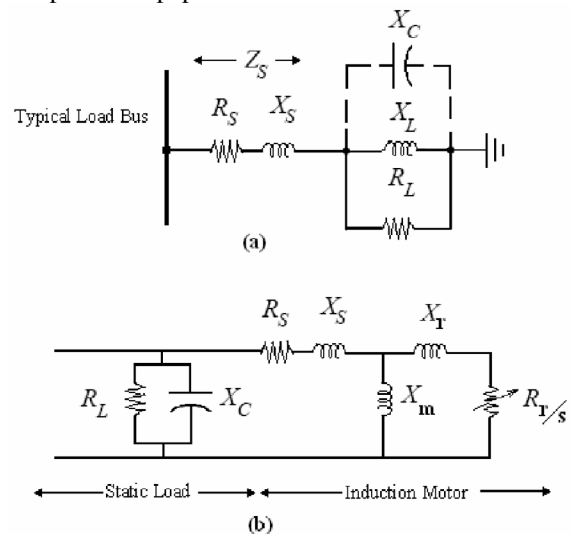 X_C
Z_S
Typical Load Bus
R_S X_S X_L
R_L
(a)
R_S X_S X_r
R_L X_C X_m R_r/s
Static Load Induction Motor
(b)